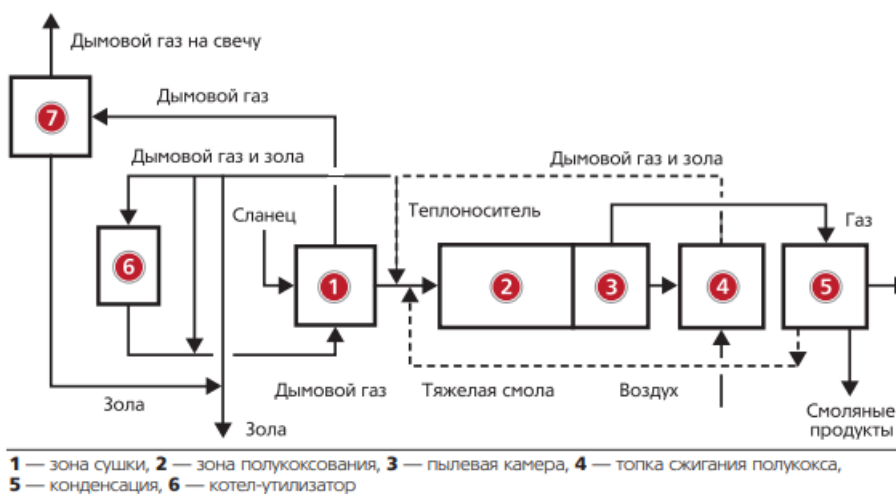 Дымовой газ на свечу
7
Дымовой газ
Дымовой газ и зола
Дымовой газ и зола
Сланец
Теплоноситель
Газ
6
1
2
3
4
5
Зола
Дымовой газ
Тяжелая смола
Воздух
Зола
Смоляные
продукты
1 — зона сушки, 2 — зона полукоксования, 3 — пылевая камера, 4 — топка сжигания полукокса,
5 — конденсация, 6 — котел-утилизатор